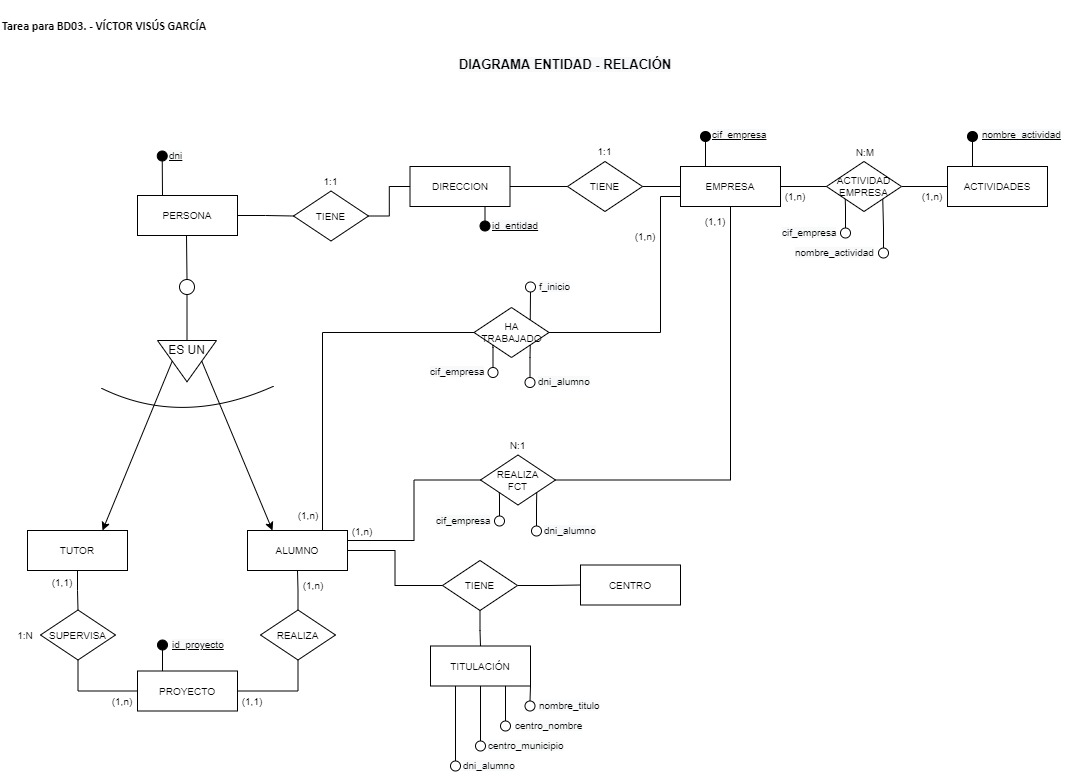 Tarea para BD03. - VÍCTOR VISÚS GARCÍA
DIAGRAMA ENTIDAD - RELACIÓN
dni
cif_empresa
nombre_actividad
1:1
1:1
N:M
PERSONA
TIENE
DIRECCION
TIENE
EMPRESA
ACTIVIDAD
EMPRESA
ACTIVIDADES
(1,n)
(1,n)
id_entidad
(1,n)
(1,1)
cif_empresa
nombre_actividad
f_inicio
HA
TRABAJADO
cif_empresa
dni_alumno
ES UN
N:1
REALIZA
FCT
cif_empresa
dni_alumno
(1,n)
(1,n)
TUTOR
ALUMNO
(1,1)
(1,n)
TIENE
CENTRO
1:N
SUPERVISA
REALIZA
id_proyecto
PROYECTO
(1,n)
(1,1)
TITULACIÓN
nombre_titulo
centro_nombre
centro_municipio
dni_alumno